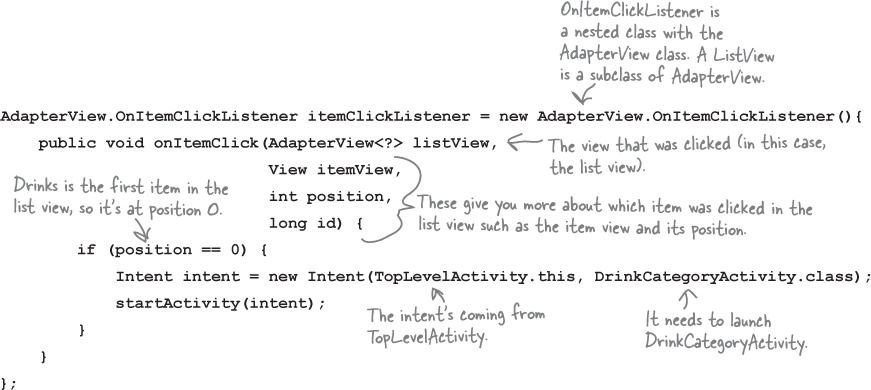 OnItemClickListener is
a nested class with the
AdapterView class. A ListView
is a subclass of AdapterView.
AdapterView.OnItemClickListener itemClickListener = new AdapterView.OnItemClickListener(){
public void onItemClick(AdapterView<?> listView,
The view that was clicked (in this case,
the list view).
View itemView,
Drinks is the first item in the
list view, so it's at position 0.
int position,
These give you more about which item was clicked in the
list view such as the item view and its position.
long id) {
if (position == 0) {
Intent intent = new Intent(TopLevelActivity.this, DrinkCategoryActivity.class);
startActivity(intent);
The intent's coming from
TopLevelActivity.
It needs to launch
DrinkCategoryActivity.
}
}
};